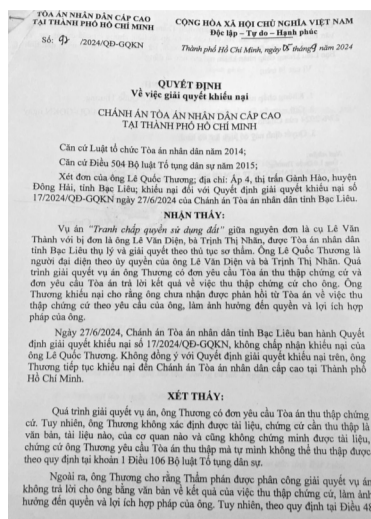 TÒA ÁN NHÂN DÂN CẤP CAO
TẠI THÀNH PHỐ HỒ CHÍ MINH
Số: 92 /2024/QĐ-GQKN
CỘNG HÒA XÃ HỘI CHỦ NGHĨA VIỆT NAM
Độc lập – Tự do – Hạnh phúc
Thành phố Hồ Chí Minh, ngày 05 tháng 9 năm 2024
QUYẾT ĐỊNH
Về việc giải quyết khiếu nại
CHÁNH ÁN TÒA ÁN NHÂN DÂN CẤP CAO
TẠI THÀNH PHỐ HỒ CHÍ MINH
Căn cứ Luật tổ chức Tòa án nhân dân năm 2014;
Căn cứ Điều 504 Bộ luật Tố tụng dân sự năm 2015;
Xét đơn của ông Lê Quốc Thương; địa chỉ: Ấp 4, thị trấn Gành Hào, huyện
Đông Hải, tỉnh Bạc Liêu; khiếu nại đối với Quyết định giải quyết khiếu nại số
17/2024/QĐ-GQKN ngày 27/6/2024 của Chánh án Tòa án nhân dân tỉnh Bạc Liêu.
NHẬN THẤY:
Vụ án "Tranh chấp quyền sử dụng đất" giữa nguyên đơn là cụ Lê Văn
Thành với bị đơn là ông Lê Văn Diện, bà Trịnh Thị Nhãn, được Tòa án nhân dân
tỉnh Bạc Liêu thụ lý và giải quyết theo thủ tục sơ thẩm. Ông Lê Quốc Thương là
người đại diện theo ủy quyền của ông Lê Văn Diện và bà Trịnh Thị Nhãn. Quá
trình giải quyết vụ án ông Thương có đơn yêu cầu Tòa án thu thập chứng cứ và
đơn yêu cầu Tòa án trả lời kết quả về việc thu thập chứng cứ cho ông. Ông
Thương khiếu nại cho rằng ông chưa nhận được phản hồi từ Tòa án về việc thu
thập chứng cứ theo yêu cầu của ông, làm ảnh hưởng đến quyền và lợi ích hợp
pháp của ông.
Ngày 27/6/2024, Chánh án Tòa án nhân dân tỉnh Bạc Liêu ban hành Quyết
định giải quyết khiếu nại số 17/2024/QĐ-GQKN, không chấp nhận khiếu nại của
ông Lê Quốc Thương. Không đồng ý với Quyết định giải quyết khiếu nại trên, ông
Thương tiếp tục khiếu nại đến Chánh án Tòa án nhân dân cấp cao tại Thành phố
Hồ Chí Minh.
XÉT THẤY:
Quá trình giải quyết vụ án, ông Thương có đơn yêu cầu Tòa án thu thập chứng
cứ. Tuy nhiên, ông Thương không xác định được tài liệu, chứng cứ cần thu thập là
văn bản, tài liệu nào, của cơ quan nào và cũng không chứng minh được tài liệu,
chứng cứ ông Thương yêu cầu Tòa án thu thập mà tự mình không thể thu thập được
theo quy định tại khoản 1 Điều 106 Bộ luật Tố tụng dân sự.
Ngoài ra, ông Thương cho rằng Thẩm phán được phân công giải quyết vụ án
không trả lời cho ông bằng văn bản về kết quả của việc thu thập chứng cứ, làm ảnh
hưởng đến quyền và lợi ích hợp pháp của ông. Tuy nhiên, theo quy định tại Điều 48